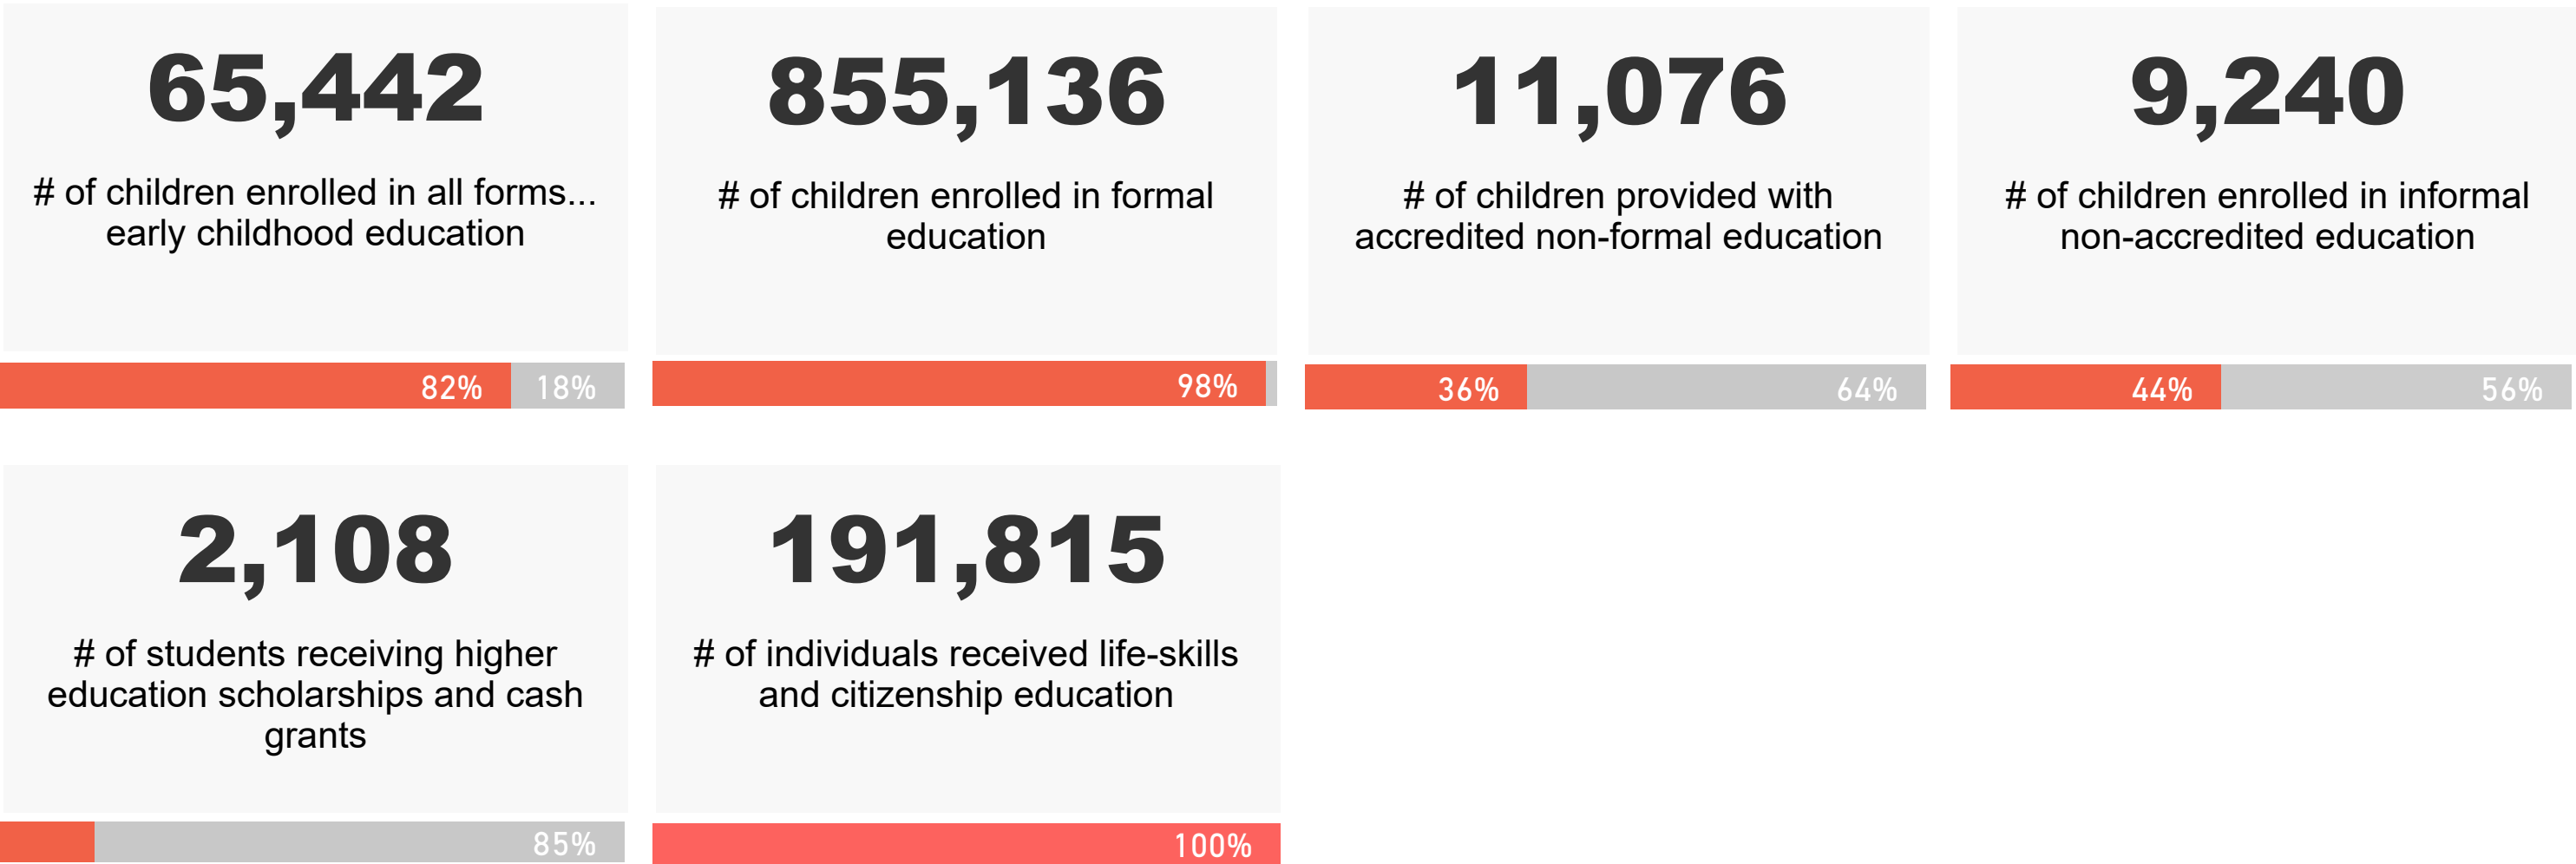 65,442
# of children enrolled in all forms...
early childhood education
82% 18%
855,136
# of children enrolled in formal
education
98%
11,076
# of children provided with
accredited non-formal education
36% 64%
9,240
# of children enrolled in informal
non-accredited education
44% 56%
2,108
# of students receiving higher
education scholarships and cash
grants
85%
191,815
# of individuals received life-skills
and citizenship education
100%